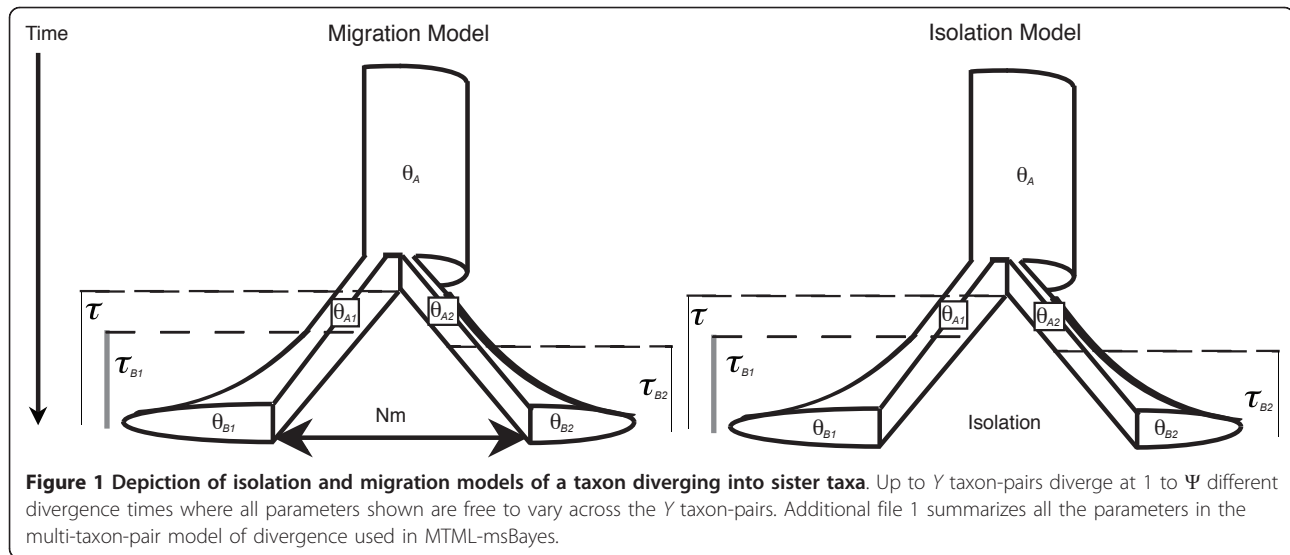 Time
Migration Model
Isolation Model
θA
θA
θA1
θA2
θA1
θA2
τ
τ
τB1
τB2
τB1
τB2
θB1
Nm
θB2
θB1
Isolation
θB2
Figure 1 Depiction of isolation and migration models of a taxon diverging into sister taxa. Up to Y taxon-pairs diverge at 1 to Ψ different
divergence times where all parameters shown are free to vary across the Y taxon-pairs. Additional file 1 summarizes all the parameters in the
multi-taxon-pair model of divergence used in MTML-msBayes.